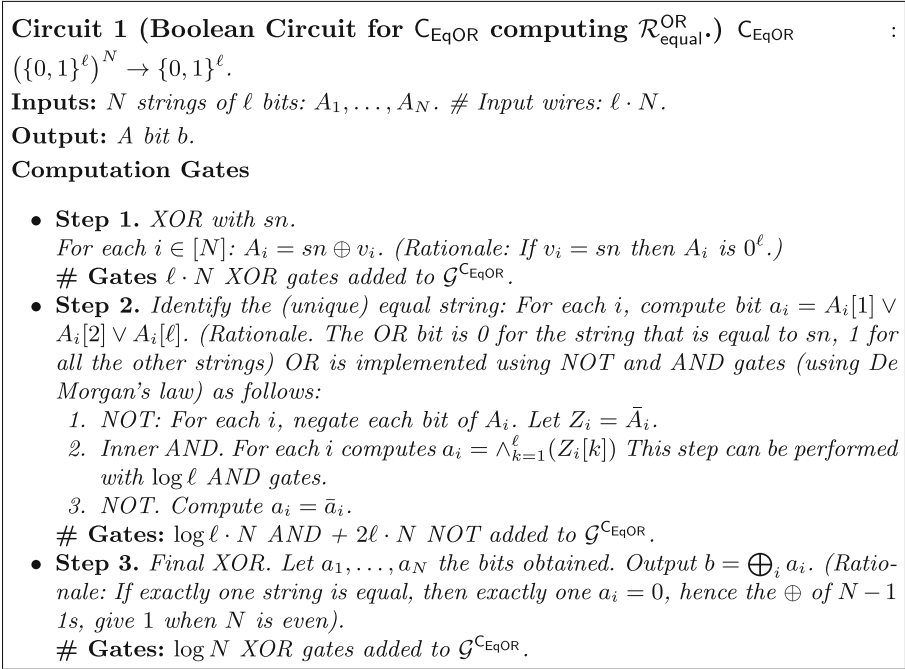 Circuit 1 (Boolean Circuit for C_EqOR computing R^OR_equal.) C_EqOR :
({0, 1}^ℓ)^N → {0, 1}^ℓ.
Inputs: N strings of ℓ bits: A_1, . . . , A_N. # Input wires: ℓ · N.
Output: A bit b.
Computation Gates
• Step 1. XOR with sn.
For each i ∈ [N]: A_i = sn ⊕ v_i. (Rationale: If v_i = sn then A_i is 0^ℓ.)
# Gates ℓ · N XOR gates added to G^{C_EqOR}.
• Step 2. Identify the (unique) equal string: For each i, compute bit a_i = A_i[1] ∨
A_i[2] ∨ A_i[ℓ]. (Rationale. The OR bit is 0 for the string that is equal to sn, 1 for
all the other strings) OR is implemented using NOT and AND gates (using De
Morgan's law) as follows:
1. NOT: For each i, negate each bit of A_i. Let Z_i = Ā_i.
2. Inner AND. For each i computes a_i = ∧^ℓ_{k=1}(Z_i[k]) This step can be performed
with log ℓ AND gates.
3. NOT. Compute a_i = ā_i.
# Gates: log ℓ · N AND + 2ℓ · N NOT added to G^{C_EqOR}.
• Step 3. Final XOR. Let a_1, . . . , a_N the bits obtained. Output b = ⊕_i a_i. (Ratio-
nale: If exactly one string is equal, then exactly one a_i = 0, hence the ⊕ of N − 1
1s, give 1 when N is even).
# Gates: log N XOR gates added to G^{C_EqOR}.